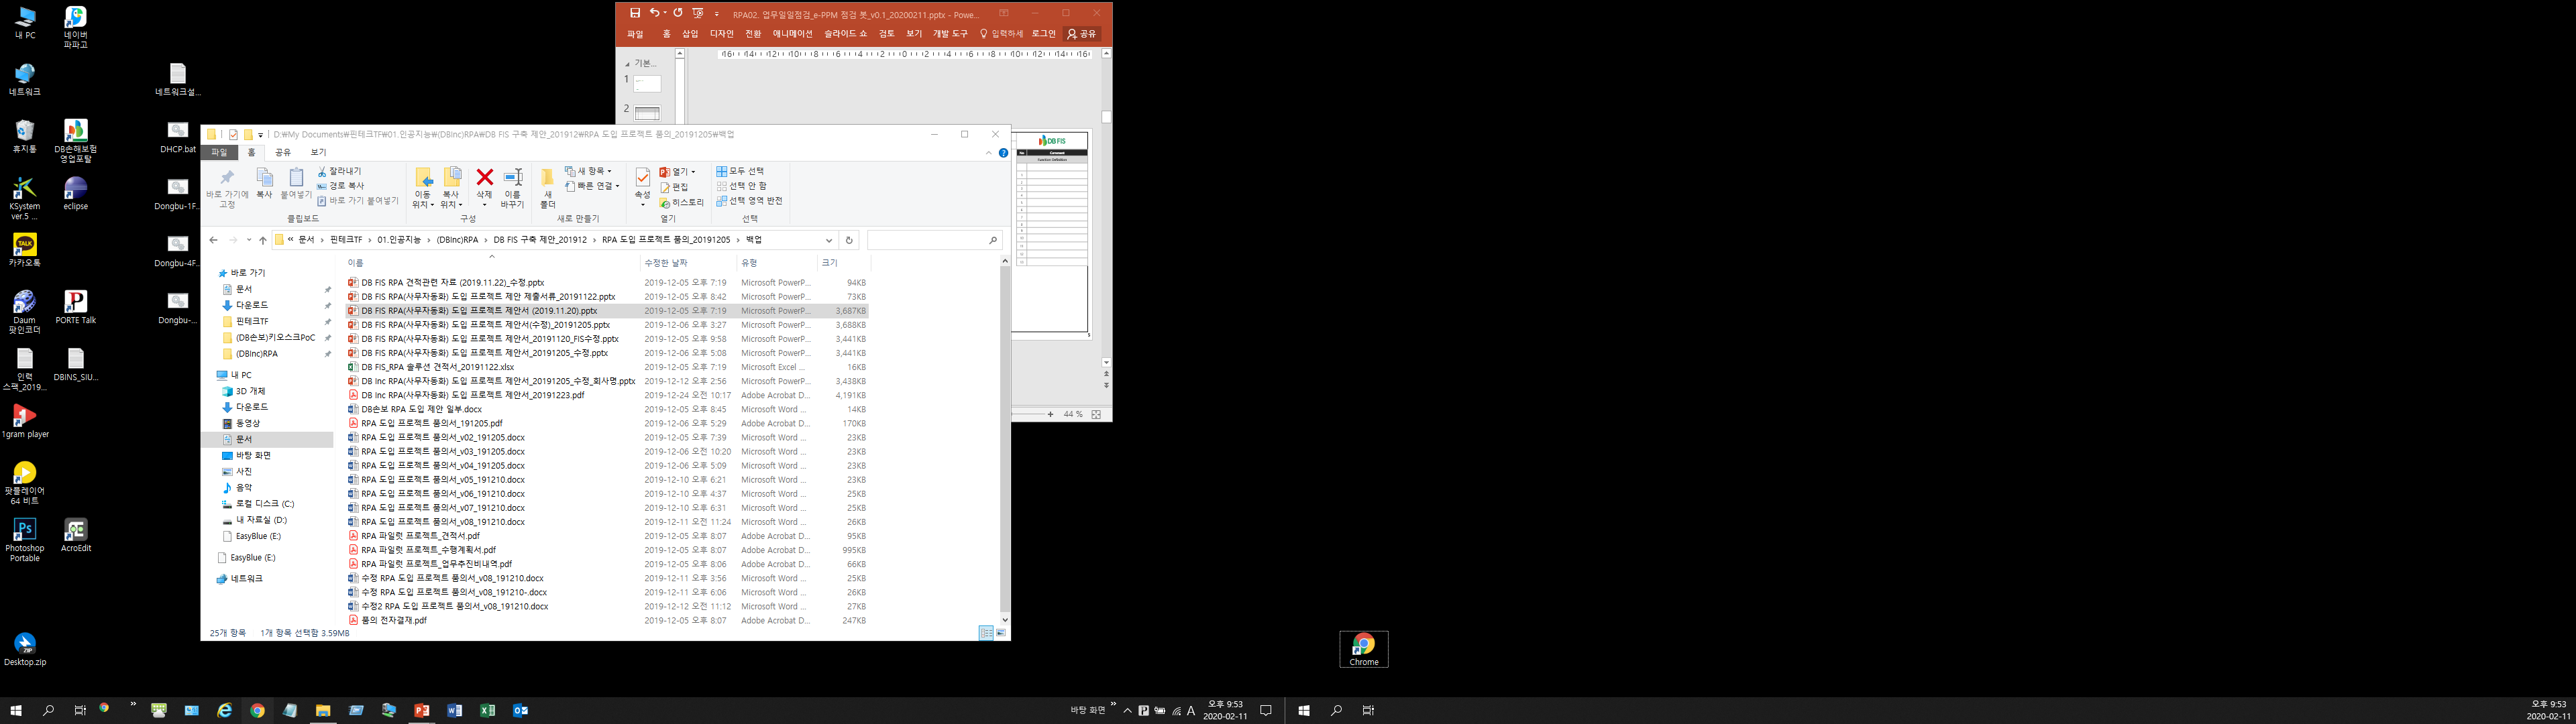 내 PC
네이버
파파고
네트워크
네트워크설...
휴지통
DB손해보험
영업포탈
DHCP.bat
KSystem
ver.5 ...
eclipse
Dongbu-1F...
카카오톡
Dongbu-4F...
Daum
팟인코더
PORTE Talk
Dongbu-...
인력
스팩_2019...
DBINS_SIU...
1gram player
팟플레이어
64 비트
Photoshop
Portable
AcroEdit
Desktop.zip
Chrome
RPA02. 업무일일점검_e-PPM 점검 봇_v0.1_20200211.pptx - Powe...
파일 홈 삽입 디자인 전환 애니메이션 슬라이드 쇼 검토 보기 개발 도구 입력하세 로그인 공유
16 14 12 10 8 6 4 2 0 2 4 6 8 10 12 14 16
기본...
1
2
DB FIS
No Comment
Function Definition
44 %
D:₩My Documents₩핀테크TF₩01.인공지능₩(DBInc)RPA₩DB FIS 구축 제안_201912₩RPA 도입 프로젝트 품의_20191205₩백업
파일 홈 공유 보기
바로 가기에
고정
복사
붙여넣기
잘라내기
경로 복사
바로 가기 붙여넣기
클립보드
이동
위치
복사
위치
삭제
이름
바꾸기
구성
새
폴더
새 항목
빠른 연결
새로 만들기
속성
열기
편집
히스토리
열기
모두 선택
선택 안 함
선택 영역 반전
선택
« 문서 > 핀테크TF > 01.인공지능 > (DBInc)RPA > DB FIS 구축 제안_201912 > RPA 도입 프로젝트 품의_20191205 > 백업
바로 가기
문서
다운로드
핀테크TF
(DB손보)키오스크PoC
(DBInc)RPA
내 PC
3D 개체
다운로드
동영상
문서
바탕 화면
사진
음악
로컬 디스크 (C:)
내 자료실 (D:)
EasyBlue (E:)
EasyBlue (E:)
네트워크
이름 수정한 날짜 유형 크기
DB FIS RPA 견적관련 자료 (2019.11.22)_수정.pptx 2019-12-05 오후 7:19 Microsoft PowerP... 94KB
DB FIS RPA(사무자동화) 도입 프로젝트 제안 제출서류_20191122.pptx 2019-12-05 오후 8:42 Microsoft PowerP... 73KB
DB FIS RPA(사무자동화) 도입 프로젝트 제안서 (2019.11.20).pptx 2019-12-05 오후 7:19 Microsoft PowerP... 3,687KB
DB FIS RPA(사무자동화) 도입 프로젝트 제안서(수정)_20191205.pptx 2019-12-06 오후 3:27 Microsoft PowerP... 3,688KB
DB FIS RPA(사무자동화) 도입 프로젝트 제안서_20191120_FIS수정.pptx 2019-12-05 오후 9:58 Microsoft PowerP... 3,441KB
DB FIS RPA(사무자동화) 도입 프로젝트 제안서_20191205_수정.pptx 2019-12-06 오후 5:08 Microsoft PowerP... 3,441KB
DB FIS_RPA 솔루션 견적서_20191122.xlsx 2019-12-05 오후 7:19 Microsoft Excel ... 16KB
DB Inc RPA(사무자동화) 도입 프로젝트 제안서_20191205_수정_회사명.pptx 2019-12-12 오후 2:56 Microsoft PowerP... 3,438KB
DB Inc RPA(사무자동화) 도입 프로젝트 제안서_20191223.pdf 2019-12-24 오전 10:17 Adobe Acrobat D... 4,191KB
DB손보 RPA 도입 제안 일부.docx 2019-12-05 오후 8:45 Microsoft Word ... 14KB
RPA 도입 프로젝트 품의서_191205.pdf 2019-12-06 오후 5:29 Adobe Acrobat D... 170KB
RPA 도입 프로젝트 품의서_v02_191205.docx 2019-12-05 오후 7:39 Microsoft Word ... 23KB
RPA 도입 프로젝트 품의서_v03_191205.docx 2019-12-06 오전 10:20 Microsoft Word ... 23KB
RPA 도입 프로젝트 품의서_v04_191205.docx 2019-12-06 오후 5:09 Microsoft Word ... 23KB
RPA 도입 프로젝트 품의서_v05_191210.docx 2019-12-10 오후 6:21 Microsoft Word ... 23KB
RPA 도입 프로젝트 품의서_v06_191210.docx 2019-12-10 오후 4:37 Microsoft Word ... 25KB
RPA 도입 프로젝트 품의서_v07_191210.docx 2019-12-10 오후 6:31 Microsoft Word ... 25KB
RPA 도입 프로젝트 품의서_v08_191210.docx 2019-12-11 오전 11:24 Microsoft Word ... 26KB
RPA 파일럿 프로젝트_견적서.pdf 2019-12-05 오후 8:07 Adobe Acrobat D... 95KB
RPA 파일럿 프로젝트_수행계획서.pdf 2019-12-05 오후 8:07 Adobe Acrobat D... 995KB
RPA 파일럿 프로젝트_업무추진비내역.pdf 2019-12-05 오후 8:06 Adobe Acrobat D... 66KB
수정 RPA 도입 프로젝트 품의서_v08_191210.docx 2019-12-11 오후 3:56 Microsoft Word ... 25KB
수정 RPA 도입 프로젝트 품의서_v08_191210-.docx 2019-12-11 오후 6:06 Microsoft Word ... 26KB
수정2 RPA 도입 프로젝트 품의서_v08_191210.docx 2019-12-12 오전 11:12 Microsoft Word ... 27KB
품의 전자결재.pdf 2019-12-05 오후 8:07 Adobe Acrobat D... 247KB
25개 항목 1개 항목 선택함 3.59MB
바탕 화면 A 오후 9:53
2020-02-11
오후 9:53
2020-02-11